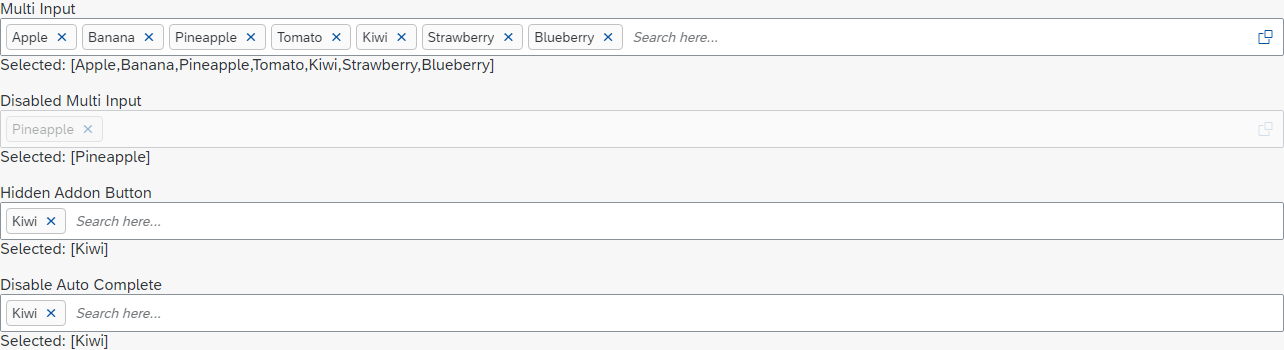 Multi Input
Apple Banana Pineapple Tomato Kiwi Strawberry Blueberry Search here...
Selected: [Apple,Banana,Pineapple,Tomato,Kiwi,Strawberry,Blueberry]
Disabled Multi Input
Pineapple
Selected: [Pineapple]
Hidden Addon Button
Kiwi Search here...
Selected: [Kiwi]
Disable Auto Complete
Kiwi Search here...
Selected: [Kiwi]